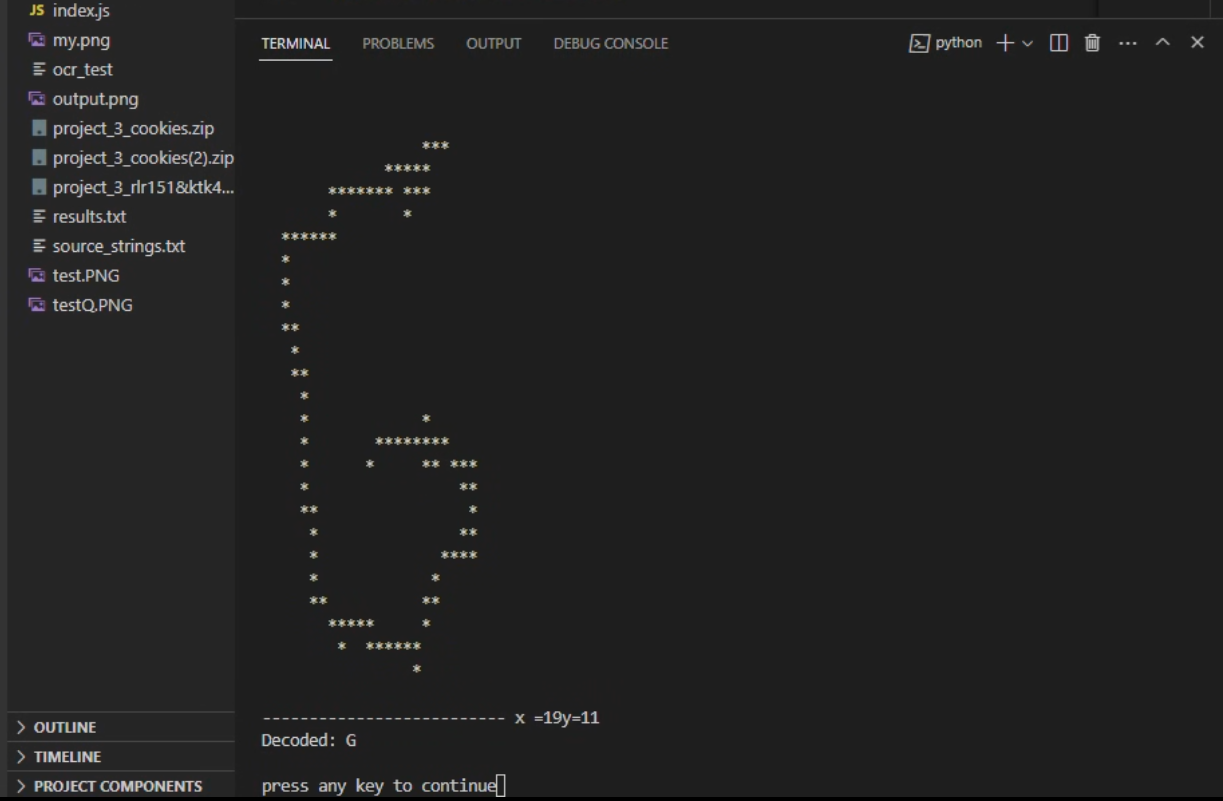 index.js
my.png
ocr_test
output.png
project_3_cookies.zip
project_3_cookies(2).zip
project_3_rlr151&ktk4...
results.txt
source_strings.txt
test.PNG
testQ.PNG
OUTLINE
TIMELINE
PROJECT COMPONENTS
TERMINAL PROBLEMS OUTPUT DEBUG CONSOLE python
                 ***
             *****
       ******* ***
       *       *
  ******
  *
  *
  *
  **
   *
   **
    *
    *            *
    *       ********
    *      *     ** ***
    *                **
    **                *
     *               **
     *             ****
     *            *
     **          **
       *****     *
        *  ******
                *
-------------------------- x =19y=11
Decoded: G
press any key to continue